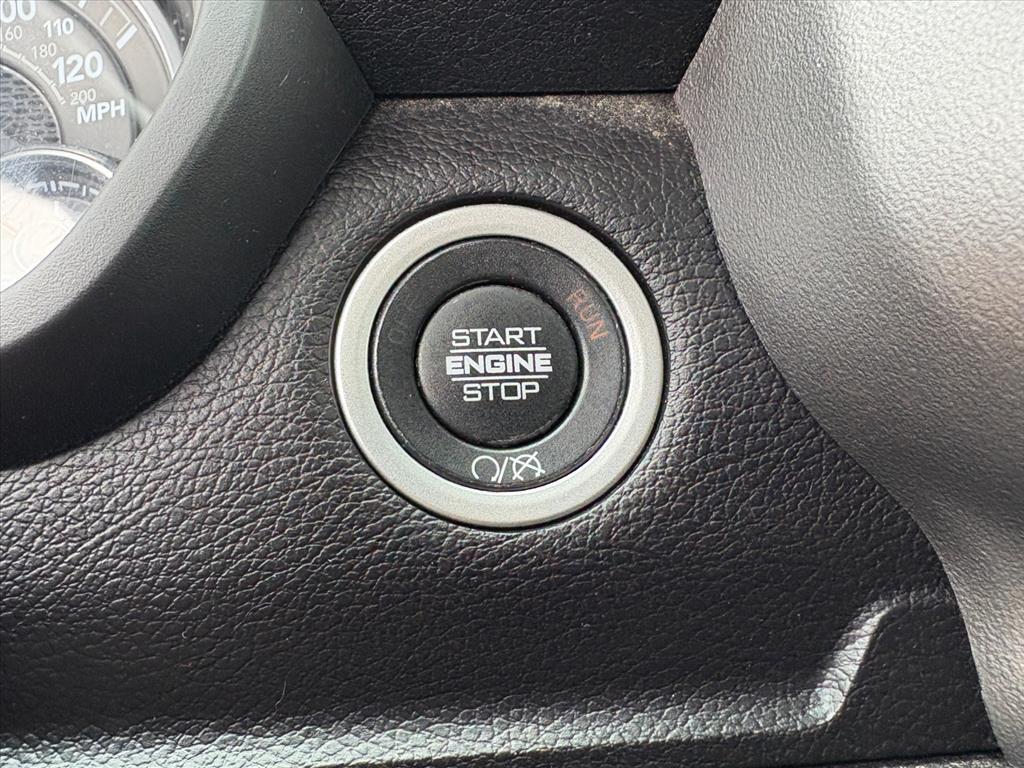 110
160
180
120
200
MPH
RUN
START
ENGINE
STOP